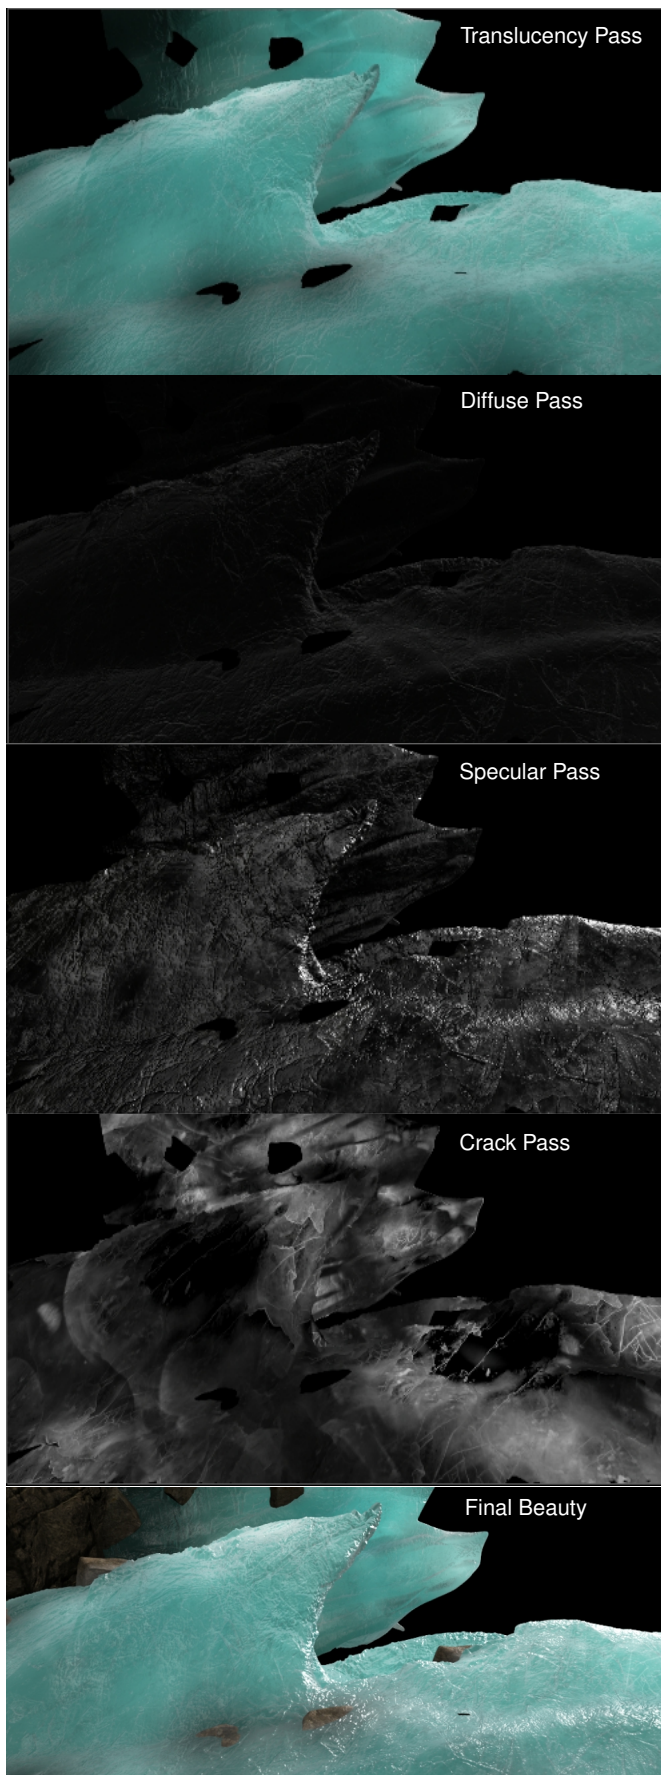 Translucency Pass
Diffuse Pass
Specular Pass
Crack Pass
Final Beauty